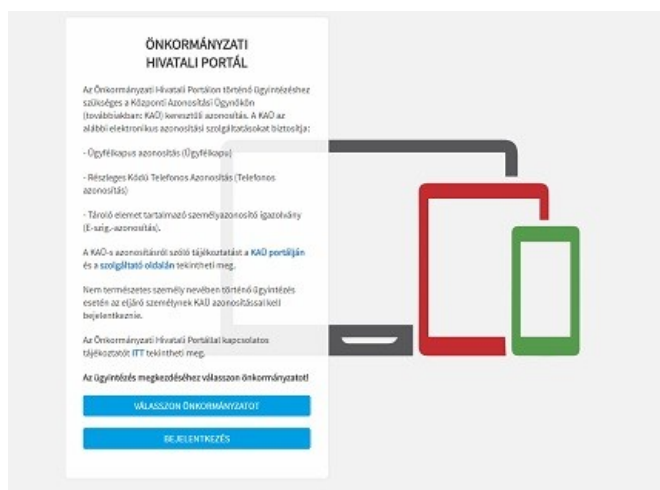 ÖNKORMÁNYZATI
HIVATALI PORTÁL
Az Önkormányzati Hivatali Portálon történő ügyintézéshez
szükséges a Központi Azonosítási Ügynökön
(továbbiakban: KAÜ) keresztüli azonosítás. A KAÜ az
alábbi elektronikus azonosítási szolgáltatásokat biztosítja:
- Ügyfélkapus azonosítás (Ügyfélkapu)
- Részleges Kódú Telefonos Azonosítás (Telefonos
azonosítás)
- Tároló elemet tartalmazó személyazonosító igazolvány
(E-szig.-azonosítás).
A KAÜ-s azonosításról szóló tájékoztatást a KAÜ portálján
és a szolgáltató oldalán tekintheti meg.
Nem természetes személy nevében történő ügyintézés
esetén az eljáró személynek KAÜ azonosítással kell
bejelentkeznie.
Az Önkormányzati Hivatali Portállal kapcsolatos
tájékoztatót ITT tekintheti meg.
Az ügyintézés megkezdéséhez válasszon önkormányzatot!
VÁLASSZON ÖNKORMÁNYZATOT
BEJELENTKEZÉS